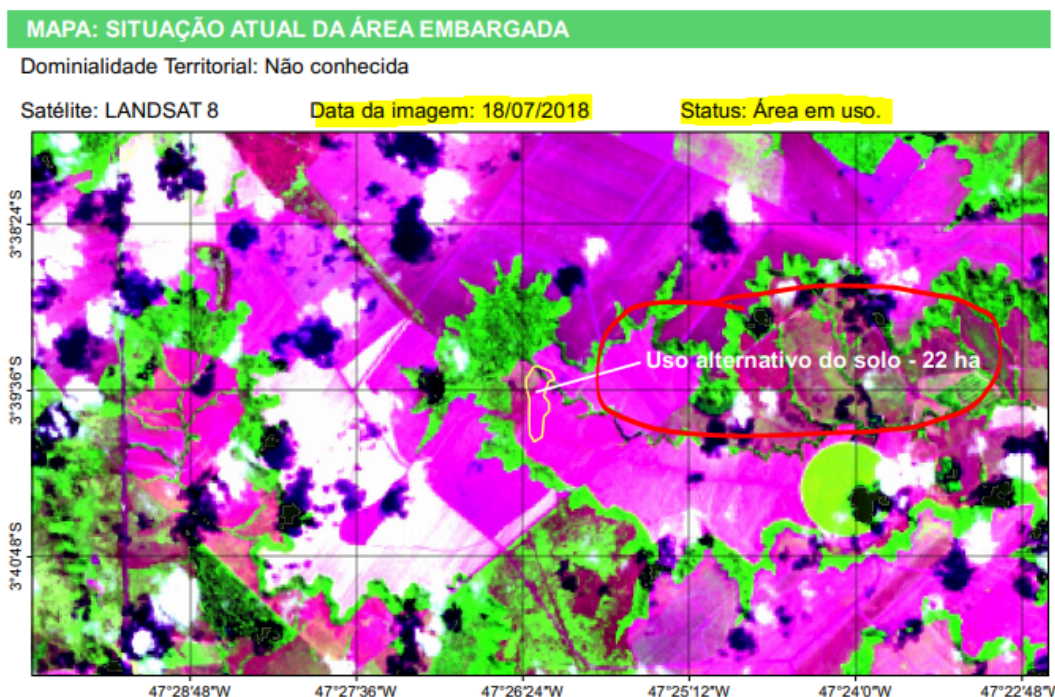 MAPA: SITUAÇÃO ATUAL DA ÁREA EMBARGADA
Dominialidade Territorial: Não conhecida
Satélite: LANDSAT 8 Data da imagem: 18/07/2018 Status: Área em uso.
3°38'24"S
Uso alternativo do solo - 22 ha
3°39'36"S
3°40'48"S
47°28'48"W 47°27'36"W 47°26'24"W 47°25'12"W 47°24'0"W 47°22'48"W